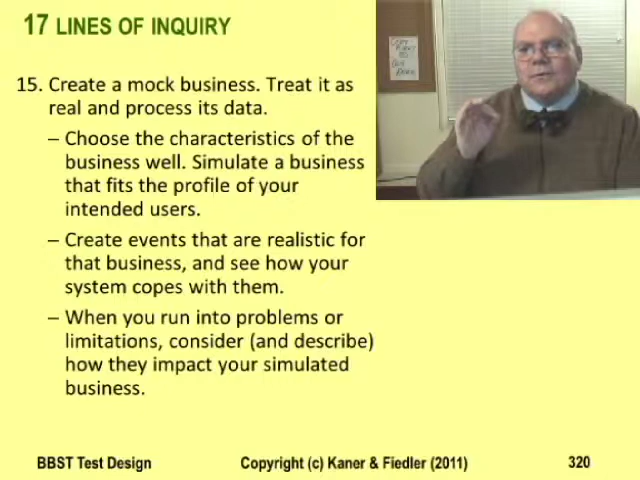 17 LINES OF INQUIRY
15. Create a mock business. Treat it as
real and process its data.
– Choose the characteristics of the
business well. Simulate a business
that fits the profile of your
intended users.
– Create events that are realistic for
that business, and see how your
system copes with them.
– When you run into problems or
limitations, consider (and describe)
how they impact your simulated
business.
BBST Test Design
Copyright (c) Kaner & Fiedler (2011)
320